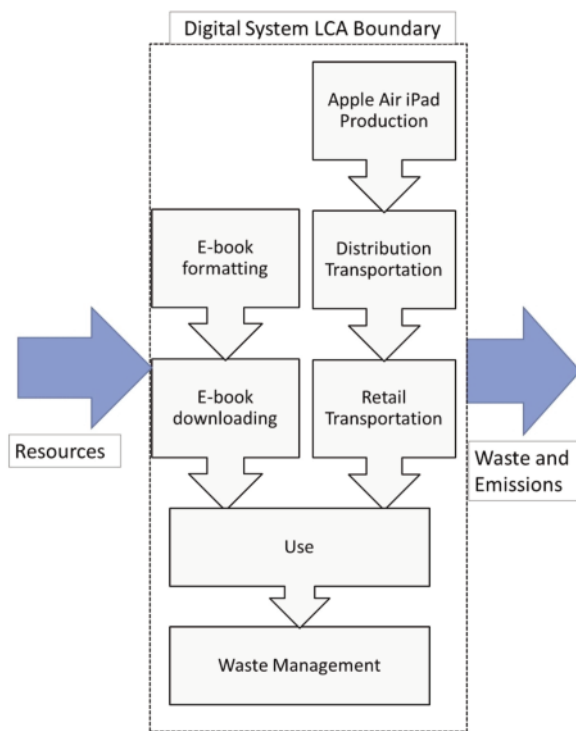 Digital System LCA Boundary
Apple Air iPad
Production
E-book
formatting
Distribution
Transportation
E-book
downloading
Retail
Transportation
Resources
Waste and
Emissions
Use
Waste Management